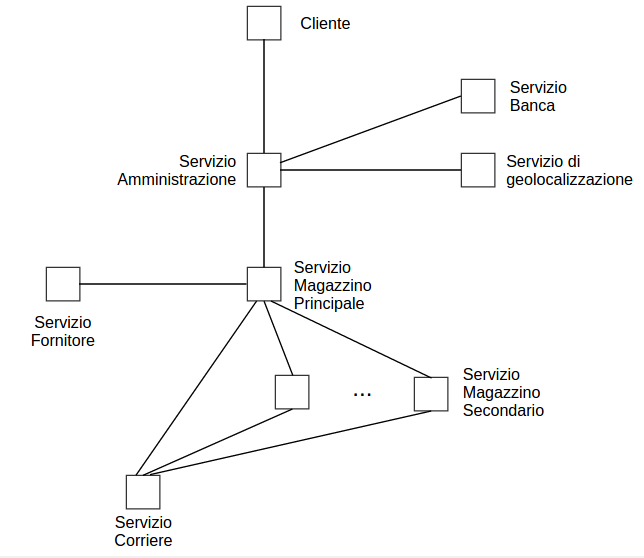 Cliente
Servizio
Banca
Servizio
Amministrazione
Servizio di
geolocalizzazione
Servizio
Magazzino
Principale
Servizio
Fornitore
...
Servizio
Magazzino
Secondario
Servizio
Corriere